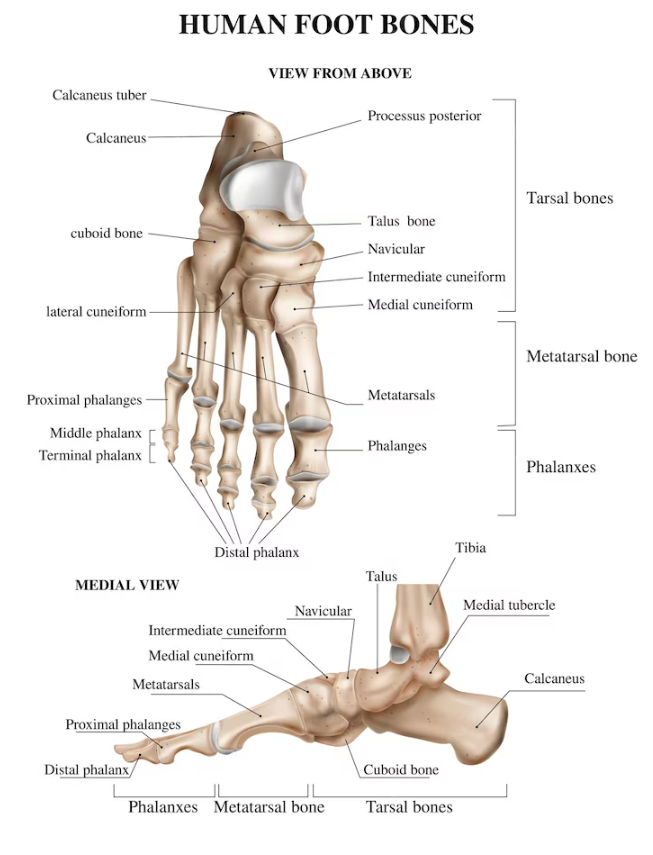 HUMAN FOOT BONES
VIEW FROM ABOVE
Calcaneus tuber
Processus posterior
Calcaneus
Tarsal bones
Talus bone
cuboid bone
Navicular
Intermediate cuneiform
Medial cuneiform
lateral cuneiform
Metatarsal bone
Metatarsals
Proximal phalanges
Middle phalanx
Phalanges
Terminal phalanx
Phalanxes
Distal phalanx
Tibia
MEDIAL VIEW
Talus
Medial tubercle
Navicular
Intermediate cuneiform
Medial cuneiform
Calcaneus
Metatarsals
Proximal phalanges
Distal phalanx
Cuboid bone
Phalanxes
Metatarsal bone
Tarsal bones